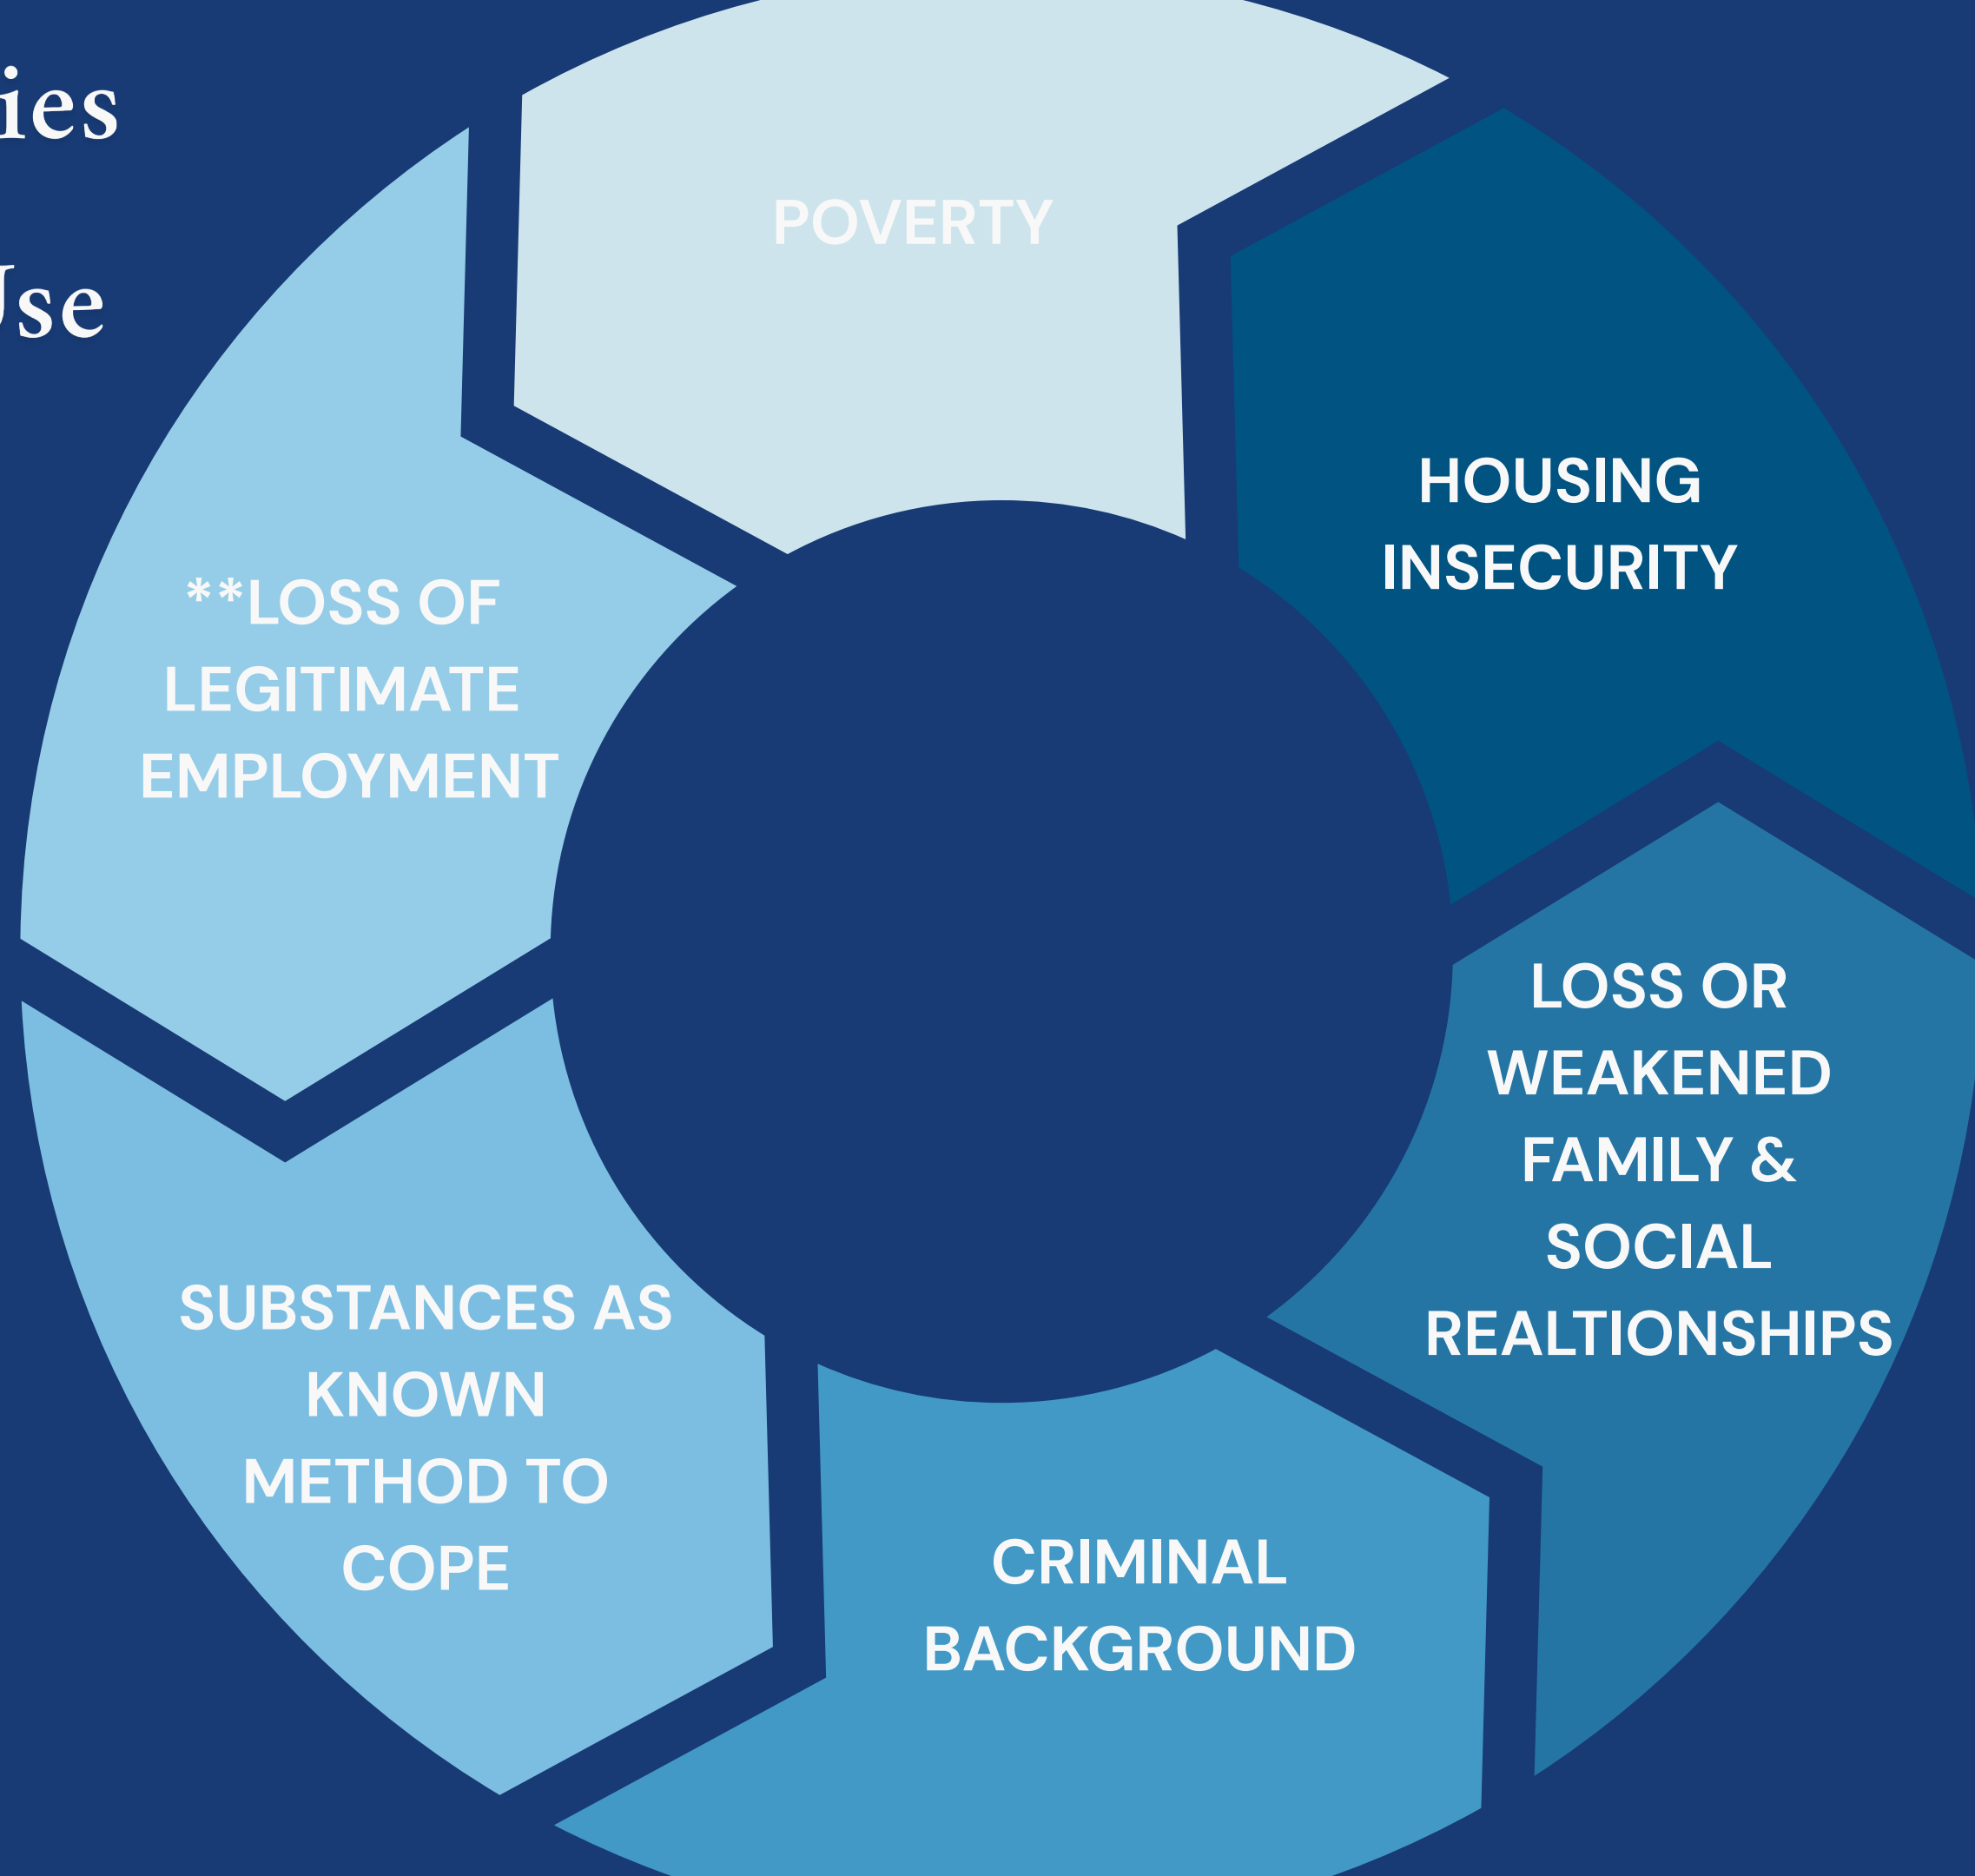 ies
se
POVERTY
HOUSING
INSECURITY
**LOSS OF
LEGITIMATE
EMPLOYMENT
LOSS OR
WEAKENED
FAMILY &
SOCIAL
REALTIONSHIPS
SUBSTANCES AS
KNOWN
METHOD TO
COPE
CRIMINAL
BACKGROUND